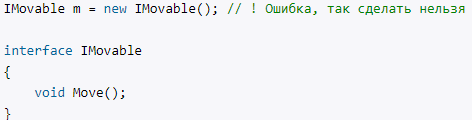 IMovable m = new IMovable(); // ! Ошибка, так сделать нельзя
interface IMovable
{
    void Move();
}